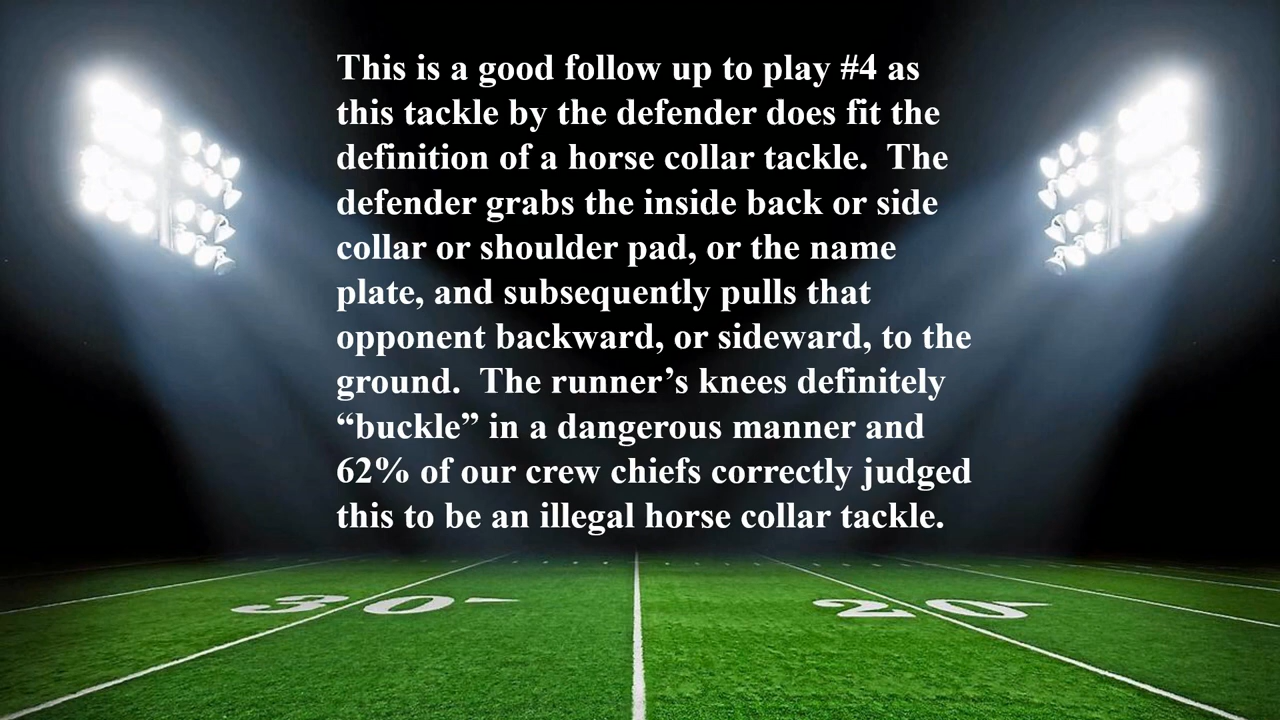 This is a good follow up to play #4 as
this tackle by the defender does fit the
definition of a horse collar tackle.  The
defender grabs the inside back or side
collar or shoulder pad, or the name
plate, and subsequently pulls that
opponent backward, or sideward, to the
ground.  The runner’s knees definitely
“buckle” in a dangerous manner and
62% of our crew chiefs correctly judged
this to be an illegal horse collar tackle.
30 20